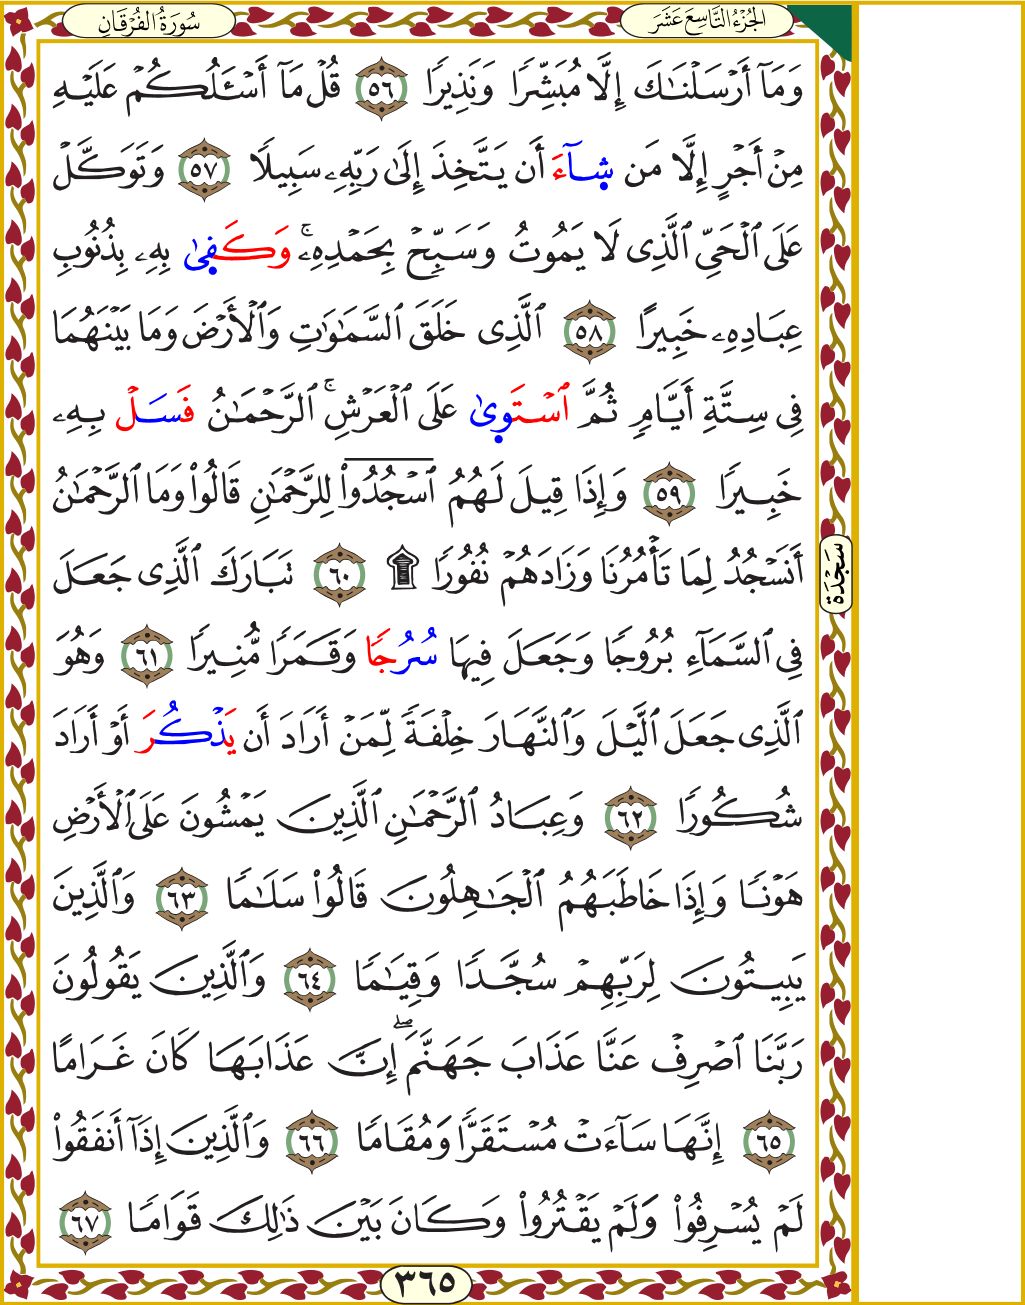 سُورَةُ الفُرْقَان
الجُزْءُ التَّاسِعَ عَشَرَ
وَمَآ أَرْسَلْنَٰكَ إِلَّا مُبَشِّرًا وَنَذِيرًا ٥٦ قُلْ مَآ أَسْـَٔلُكُمْ عَلَيْهِ
مِنْ أَجْرٍ إِلَّا مَن شَآءَ أَن يَتَّخِذَ إِلَىٰ رَبِّهِۦ سَبِيلًا ٥٧ وَتَوَكَّلْ
عَلَى ٱلْحَىِّ ٱلَّذِى لَا يَمُوتُ وَسَبِّحْ بِحَمْدِهِۦۚ وَكَفِىٰ بِهِۦ بِذُنُوبِ
عِبَادِهِۦ خَبِيرًا ٥٨ ٱلَّذِى خَلَقَ ٱلسَّمَٰوَٰتِ وَٱلْأَرْضَ وَمَا بَيْنَهُمَا
فِى سِتَّةِ أَيَّامٍ ثُمَّ ٱسْتَوِىٰ عَلَى ٱلْعَرْشِۚ ٱلرَّحْمَٰنُ فَسَلْ بِهِۦ
خَبِيرًا ٥٩ وَإِذَا قِيلَ لَهُمُ ٱسْجُدُوا۟ لِلرَّحْمَٰنِ قَالُوا۟ وَمَا ٱلرَّحْمَٰنُ
أَنَسْجُدُ لِمَا تَأْمُرُنَا وَزَادَهُمْ نُفُورًا ۩ ٦٠ تَبَارَكَ ٱلَّذِى جَعَلَ
سَجْدَة
فِى ٱلسَّمَآءِ بُرُوجًا وَجَعَلَ فِيهَا سُرُجًا وَقَمَرًا مُّنِيرًا ٦١ وَهُوَ
ٱلَّذِى جَعَلَ ٱلَّيْلَ وَٱلنَّهَارَ خِلْفَةً لِّمَنْ أَرَادَ أَن يَذْكُرَ أَوْ أَرَادَ
شُكُورًا ٦٢ وَعِبَادُ ٱلرَّحْمَٰنِ ٱلَّذِينَ يَمْشُونَ عَلَى ٱلْأَرْضِ
هَوْنًا وَإِذَا خَاطَبَهُمُ ٱلْجَٰهِلُونَ قَالُوا۟ سَلَٰمًا ٦٣ وَٱلَّذِينَ
يَبِيتُونَ لِرَبِّهِمْ سُجَّدًا وَقِيَٰمًا ٦٤ وَٱلَّذِينَ يَقُولُونَ
رَبَّنَا ٱصْرِفْ عَنَّا عَذَابَ جَهَنَّمَۖ إِنَّ عَذَابَهَا كَانَ غَرَامًا
٦٥ إِنَّهَا سَآءَتْ مُسْتَقَرًّا وَمُقَامًا ٦٦ وَٱلَّذِينَ إِذَآ أَنفَقُوا۟
لَمْ يُسْرِفُوا۟ وَلَمْ يَقْتُرُوا۟ وَكَانَ بَيْنَ ذَٰلِكَ قَوَامًا ٦٧
٣٦٥